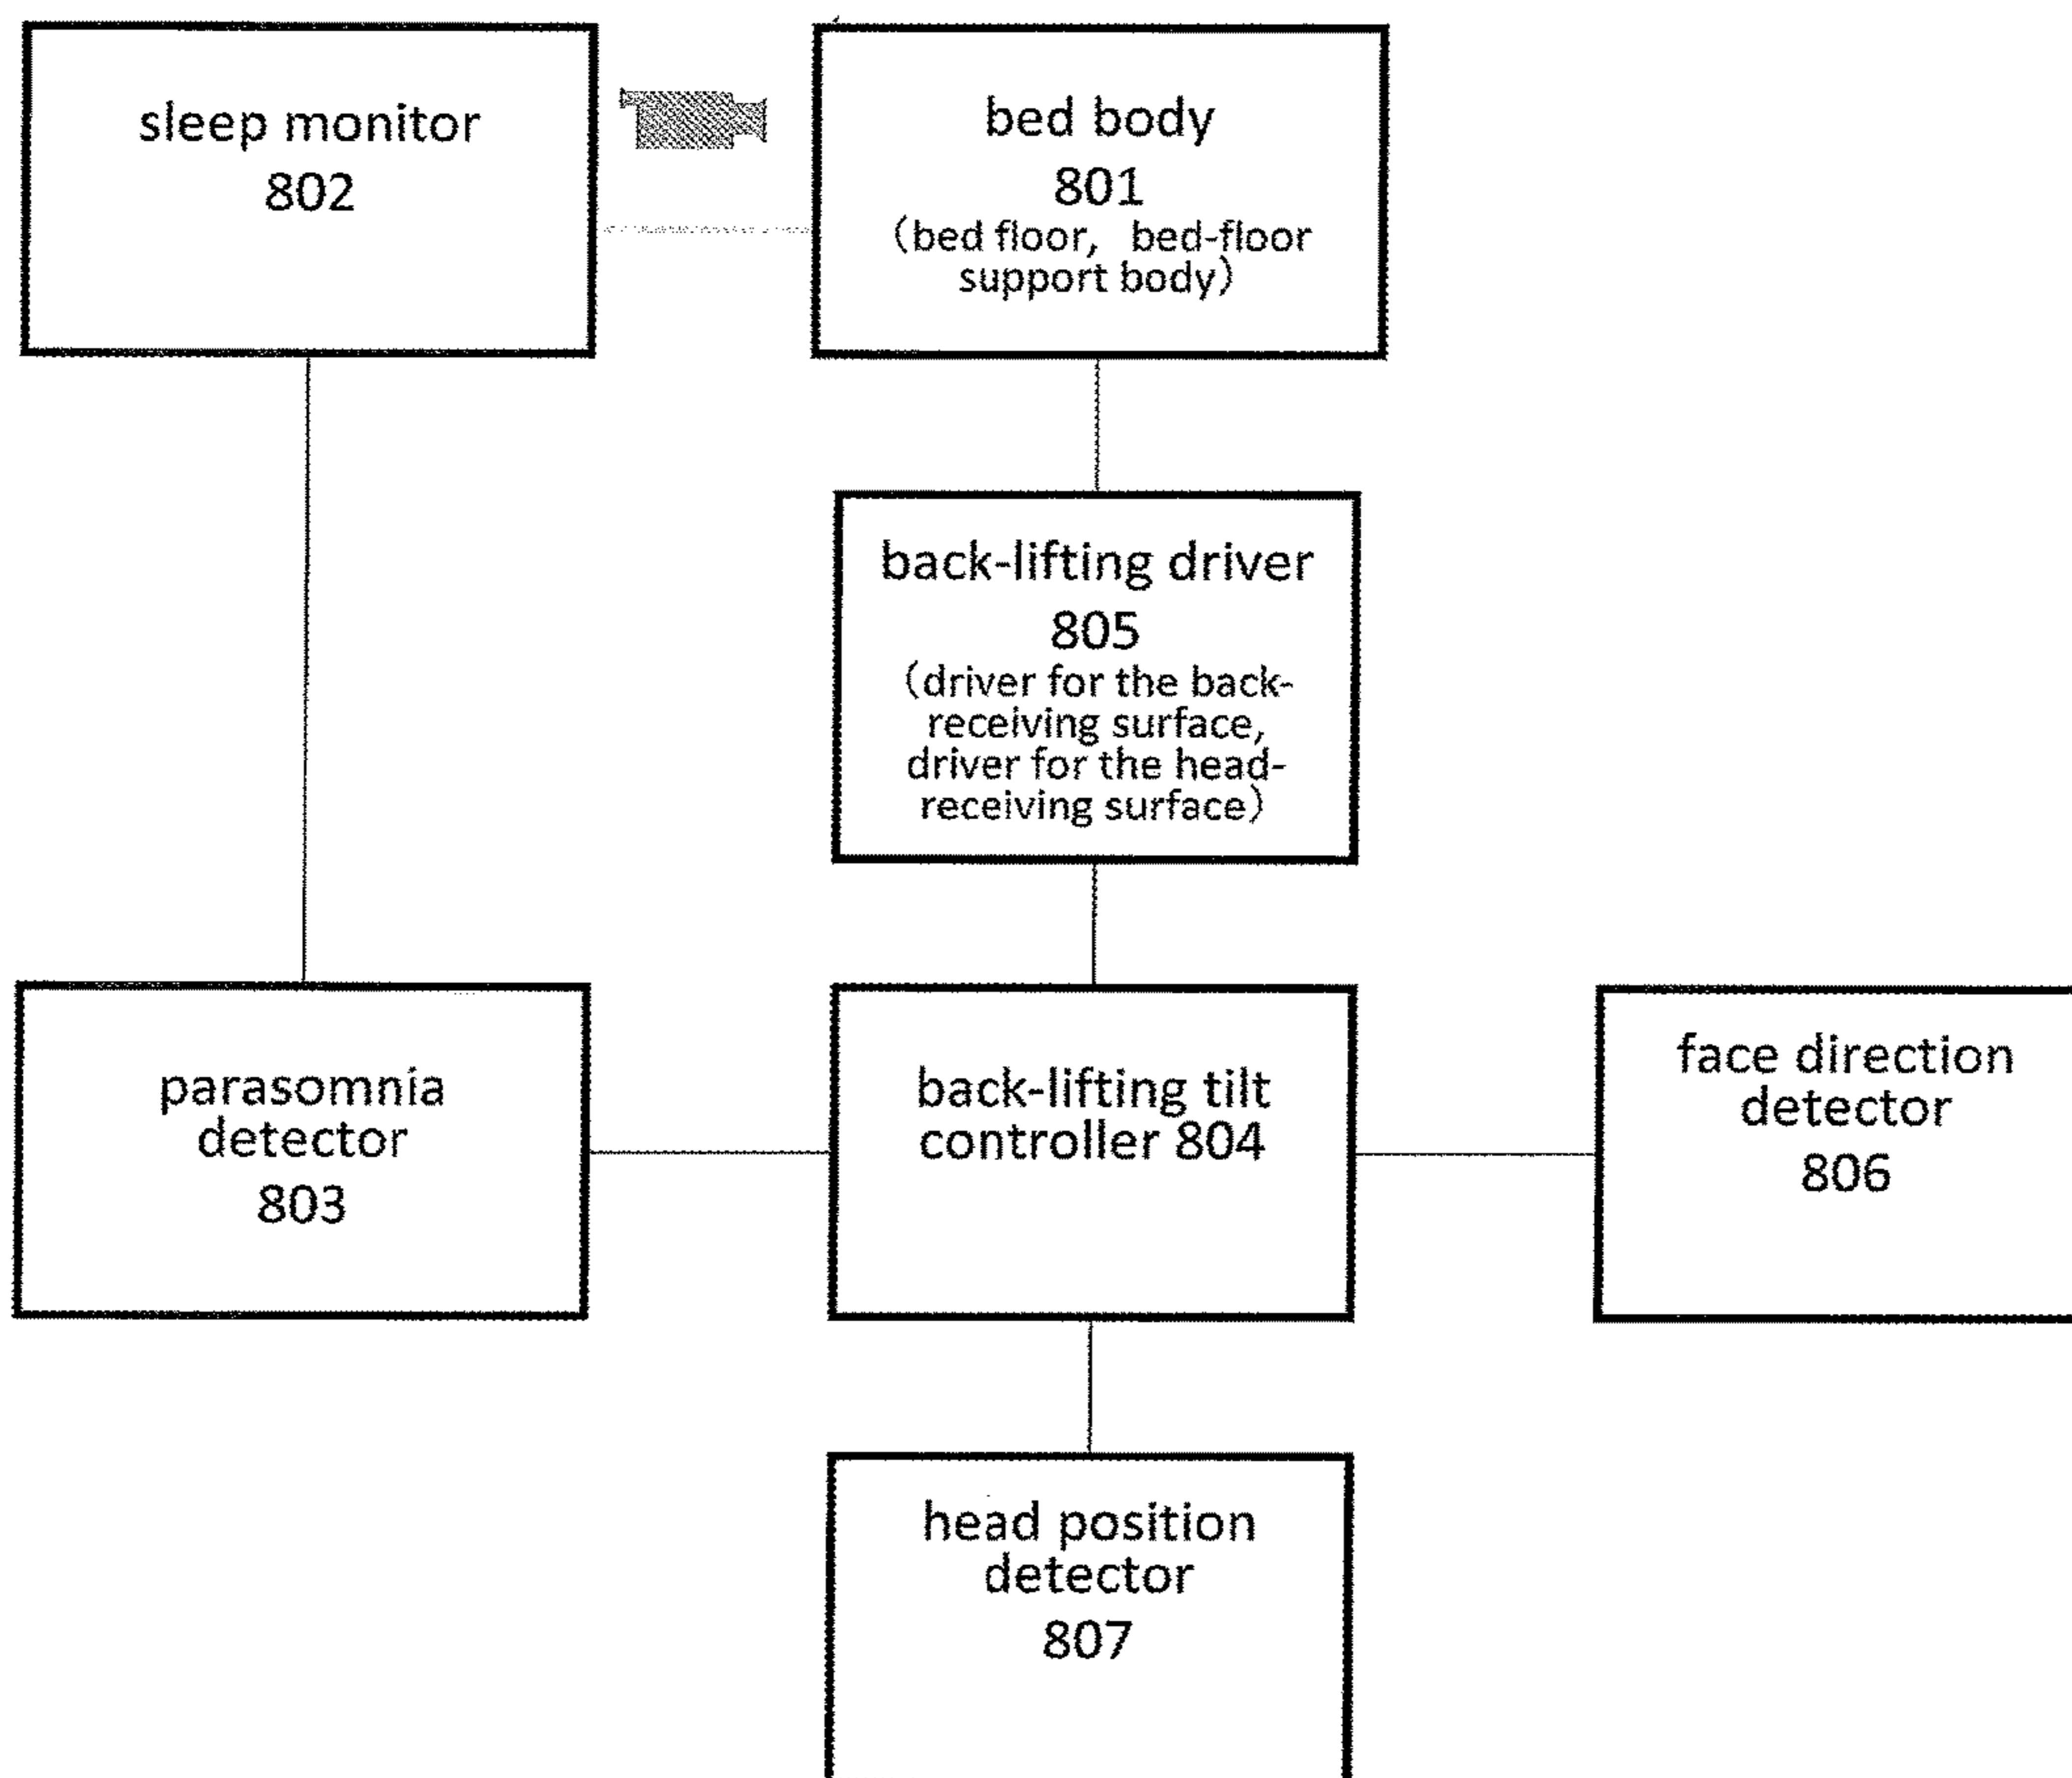 sleep monitor
802
bed body
801
(bed floor, bed-floor
support body)
back-lifting driver
805
(driver for the back-
receiving surface,
driver for the head-
receiving surface)
parasomnia
detector
803
back-lifting tilt
controller 804
face direction
detector
806
head position
detector
807